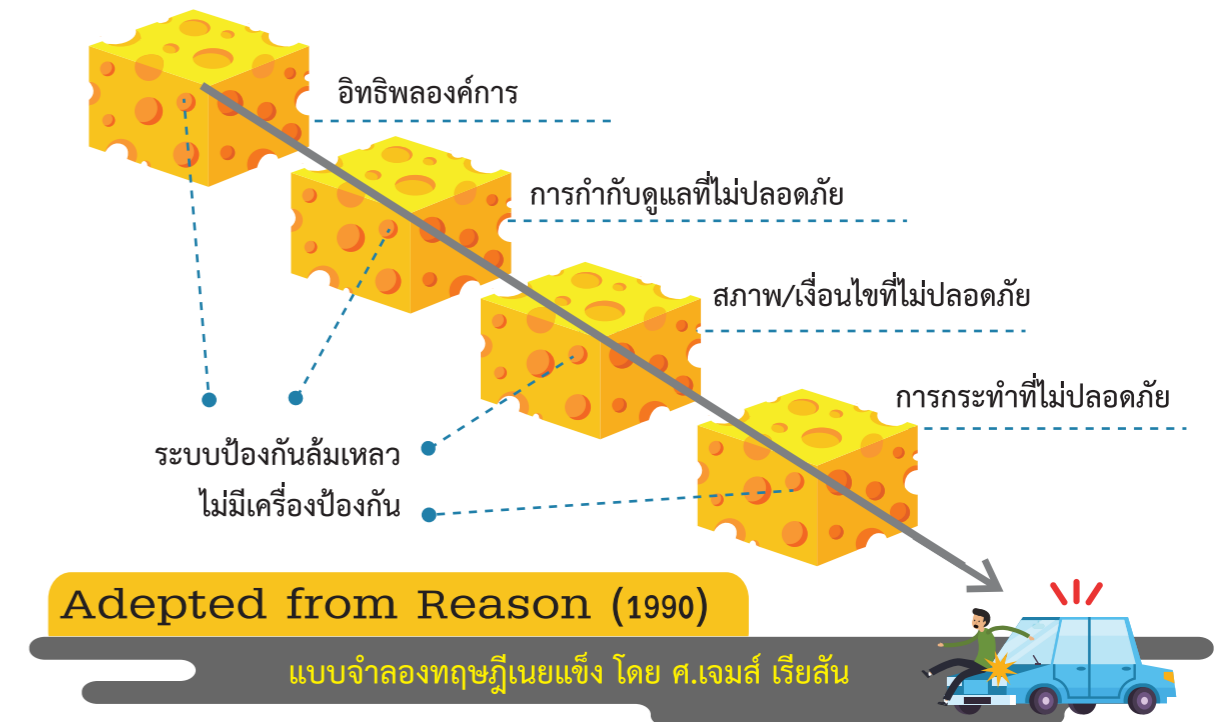 อิทธิพลองค์การ
การกำกับดูแลที่ไม่ปลอดภัย
สภาพ/เงื่อนไขที่ไม่ปลอดภัย
การกระทำที่ไม่ปลอดภัย
ระบบป้องกันล้มเหลว
ไม่มีเครื่องป้องกัน
Adepted from Reason (1990)
แบบจำลองทฤษฎีเนยแข็ง โดย ศ.เจมส์ เรียสัน